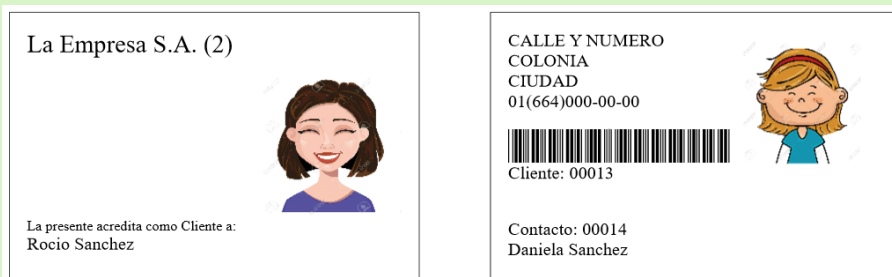 La Empresa S.A. (2)
La presente acredita como Cliente a:
Rocio Sanchez
CALLE Y NUMERO
COLONIA
CIUDAD
01(664)000-00-00
Cliente: 00013
Contacto: 00014
Daniela Sanchez